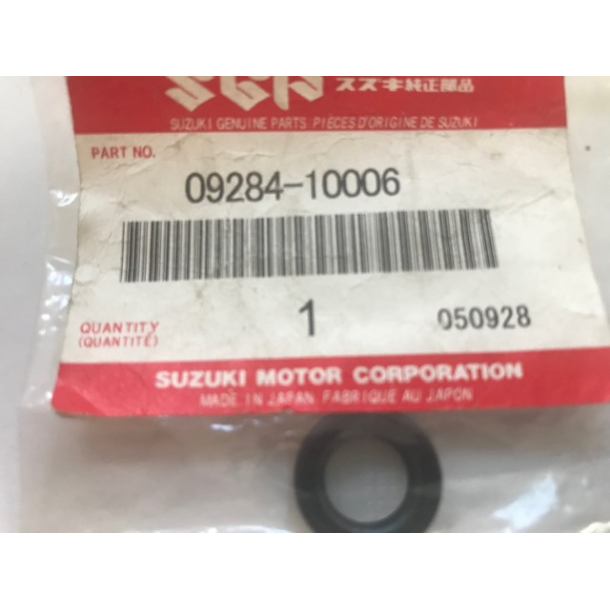 SGP スズキ純正部品
SUZUKI GENUINE PARTS PIÈCES D'ORIGINE DE SUZUKI
PART NO.
09284-10006
QUANTITY
(QUANTITÉ)
1
050928
SUZUKI MOTOR CORPORATION
MADE IN JAPAN FABRIQUE AU JAPON